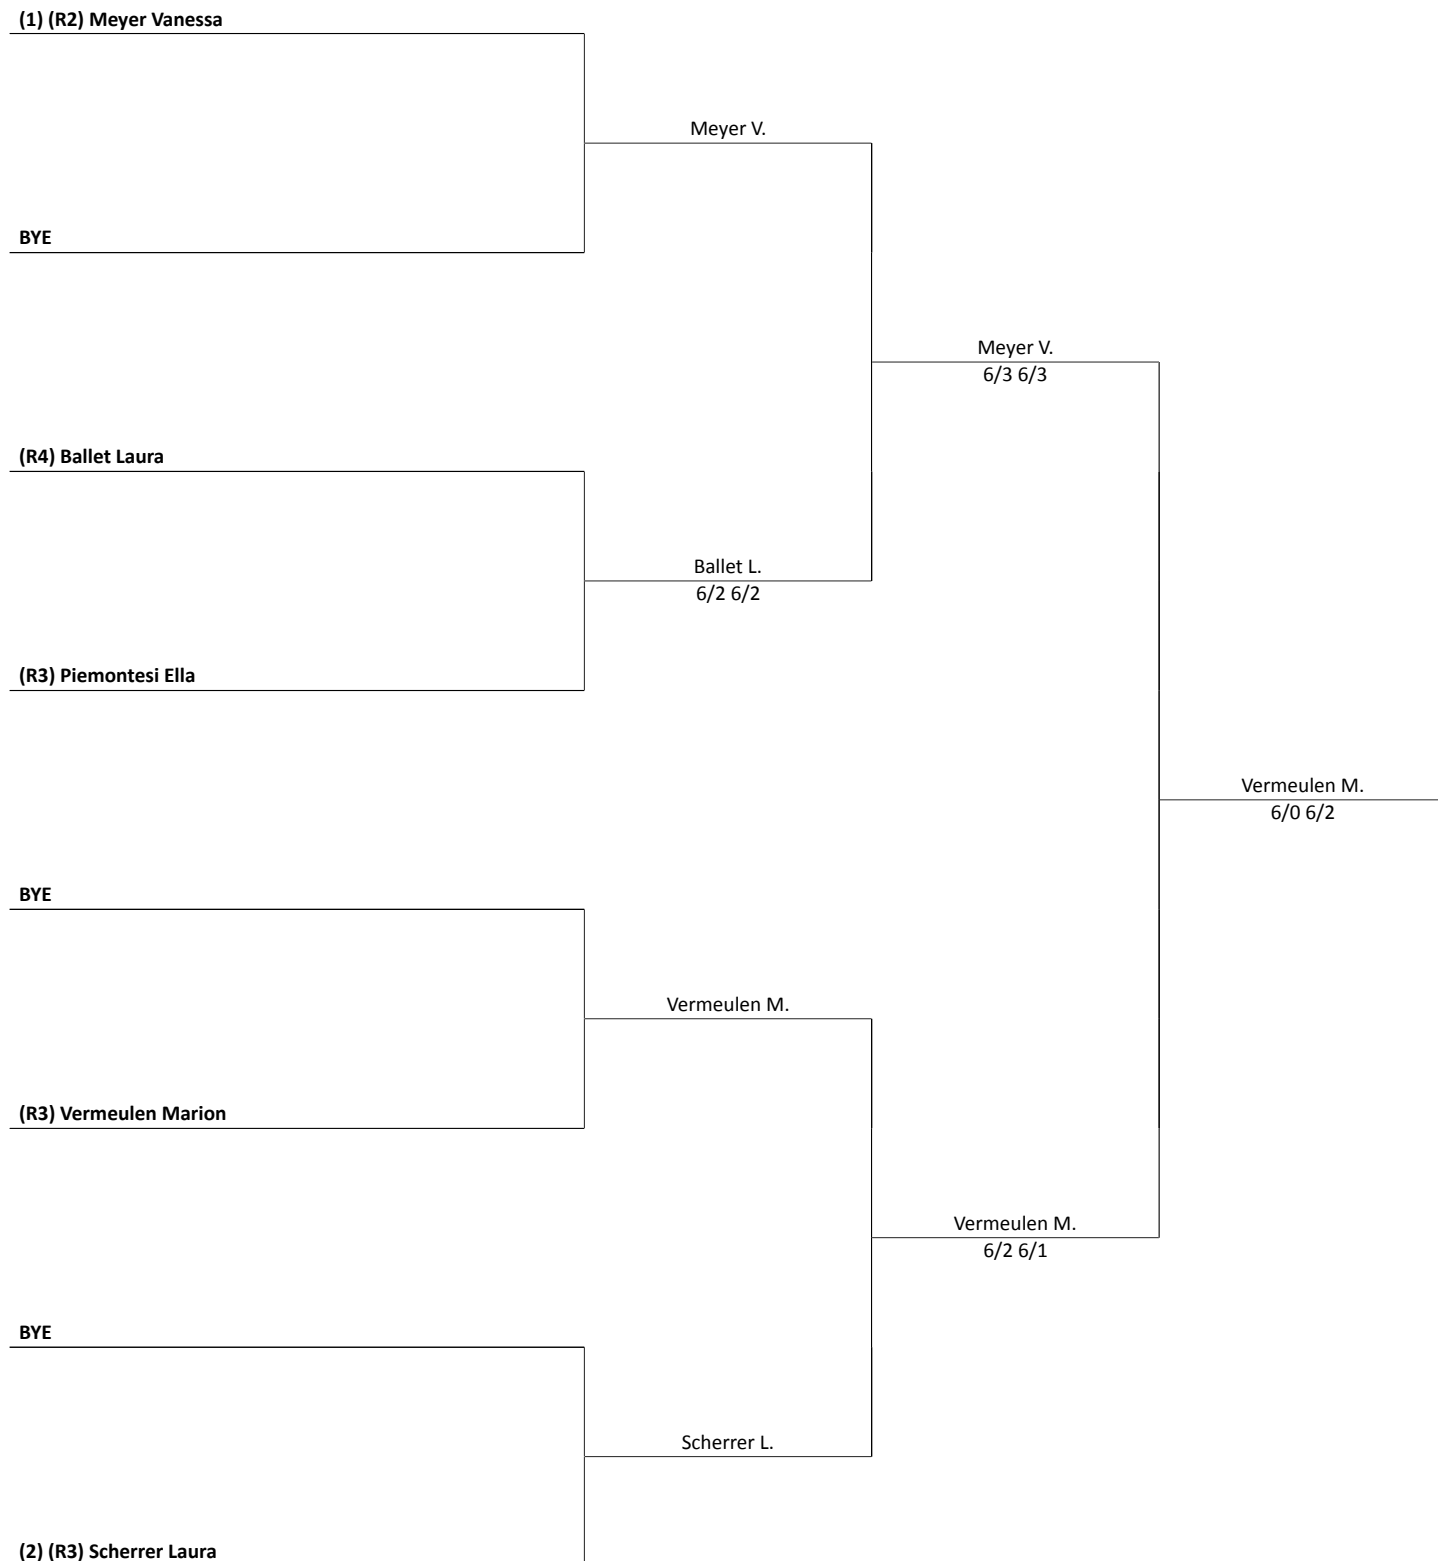 (1) (R2) Meyer Vanessa
Meyer V.
BYE
Meyer V.
6/3 6/3
(R4) Ballet Laura
Ballet L.
6/2 6/2
(R3) Piemontesi Ella
Vermeulen M.
6/0 6/2
BYE
Vermeulen M.
(R3) Vermeulen Marion
Vermeulen M.
6/2 6/1
BYE
Scherrer L.
(2) (R3) Scherrer Laura